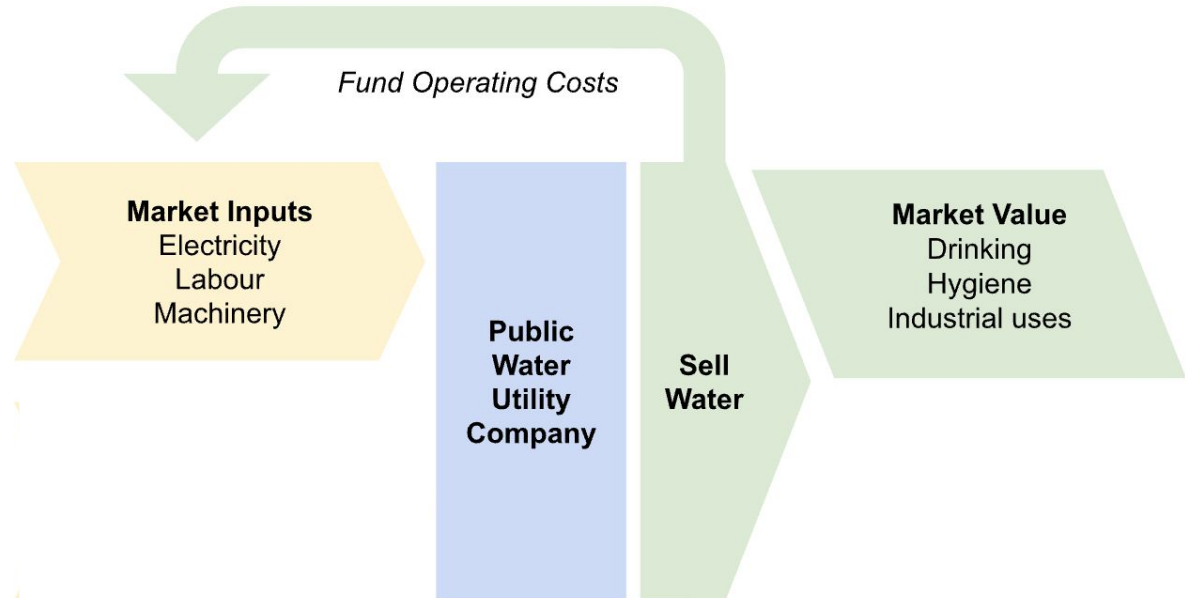 Fund Operating Costs
Market Inputs
Electricity
Labour
Machinery
Public
Water
Utility
Company
Sell
Water
Market Value
Drinking
Hygiene
Industrial uses